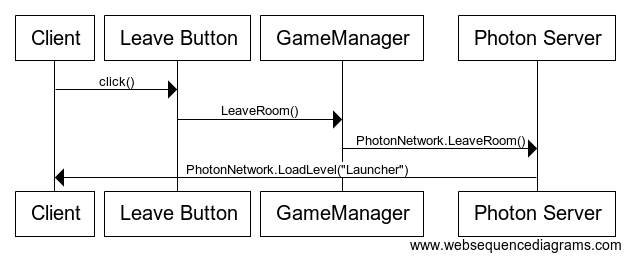 Client Leave Button GameManager Photon Server
click()
LeaveRoom()
PhotonNetwork.LeaveRoom()
PhotonNetwork.LoadLevel("Launcher")
Client Leave Button GameManager Photon Server
www.websequencediagrams.com